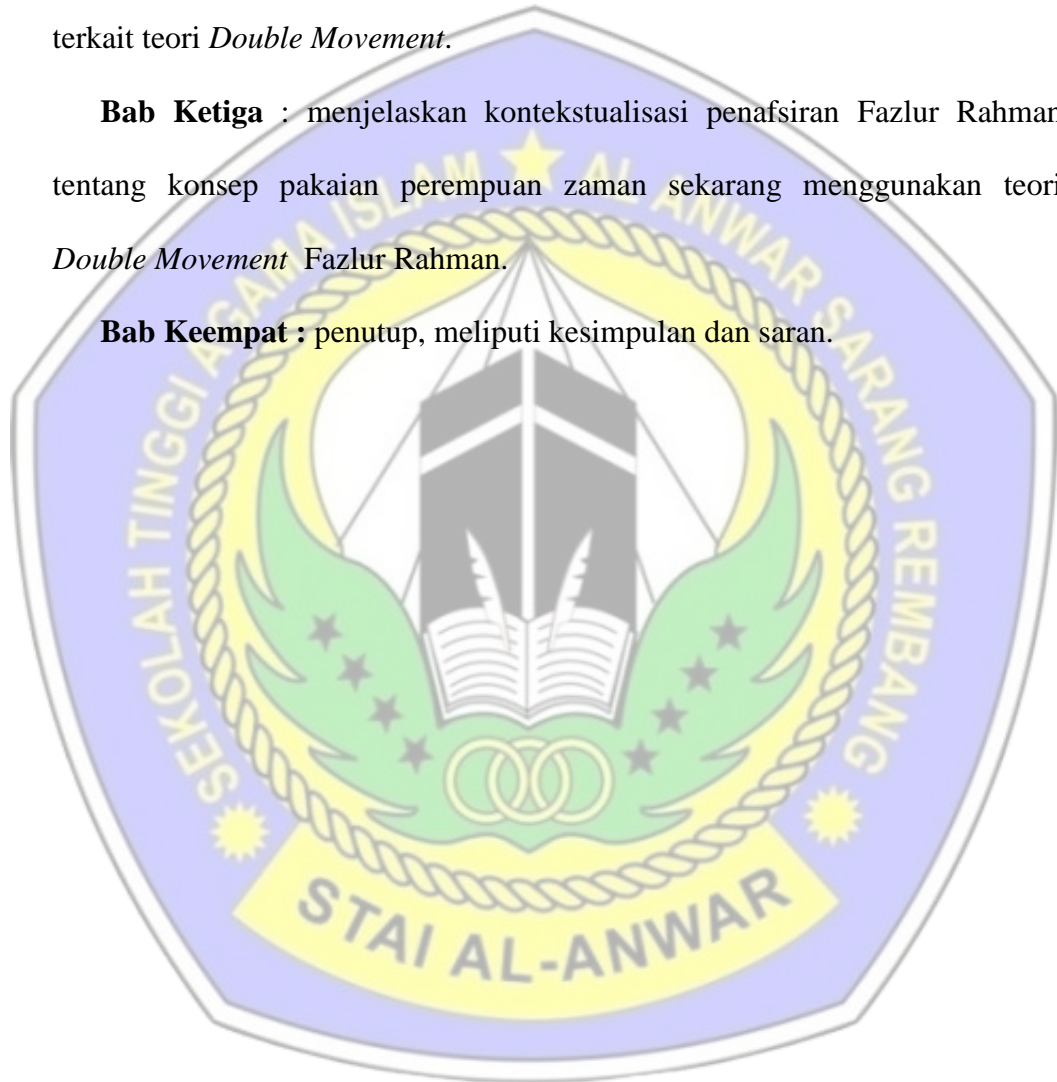 terkait teori Double Movement.
Bab Ketiga : menjelaskan kontekstualisasi penafsiran Fazlur Rahman
tentang konsep pakaian perempuan zaman sekarang menggunakan teori
Double Movement Fazlur Rahman.
Bab Keempat : penutup, meliputi kesimpulan dan saran.
SEKOLAH TINGGI AGAMA ISLAM AL ANWAR SARANG REMBANG
STAI AL-ANWAR